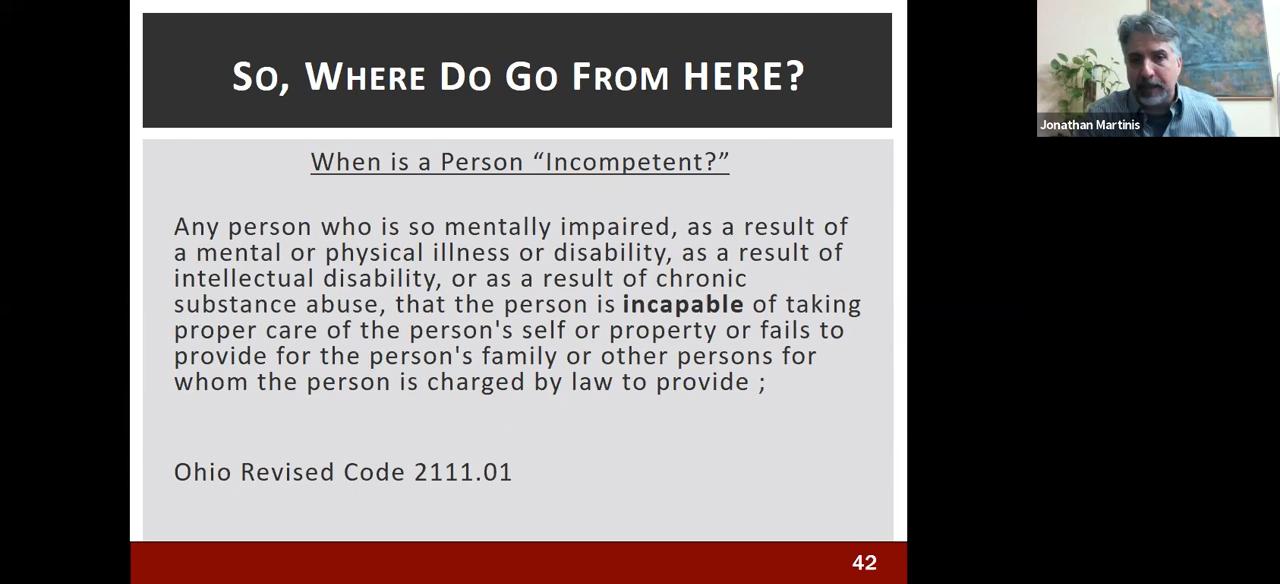 SO, WHERE DO GO FROM HERE?
Jonathan Martinis
When is a Person “Incompetent?”
Any person who is so mentally impaired, as a result of
a mental or physical illness or disability, as a result of
intellectual disability, or as a result of chronic
substance abuse, that the person is incapable of taking
proper care of the person's self or property or fails to
provide for the person's family or other persons for
whom the person is charged by law to provide ;
Ohio Revised Code 2111.01
42